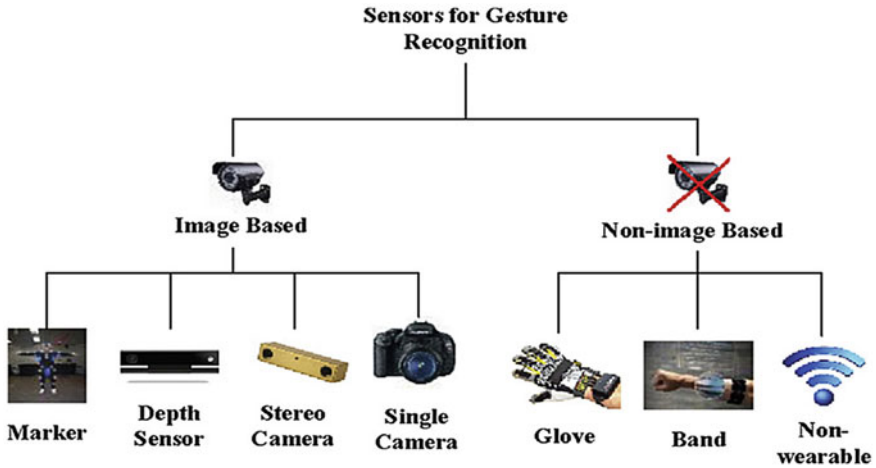 Sensors for Gesture
Recognition
Image Based
Non-image Based
Marker
Depth
Sensor
Stereo
Camera
Single
Camera
Glove
Band
Non-
wearable